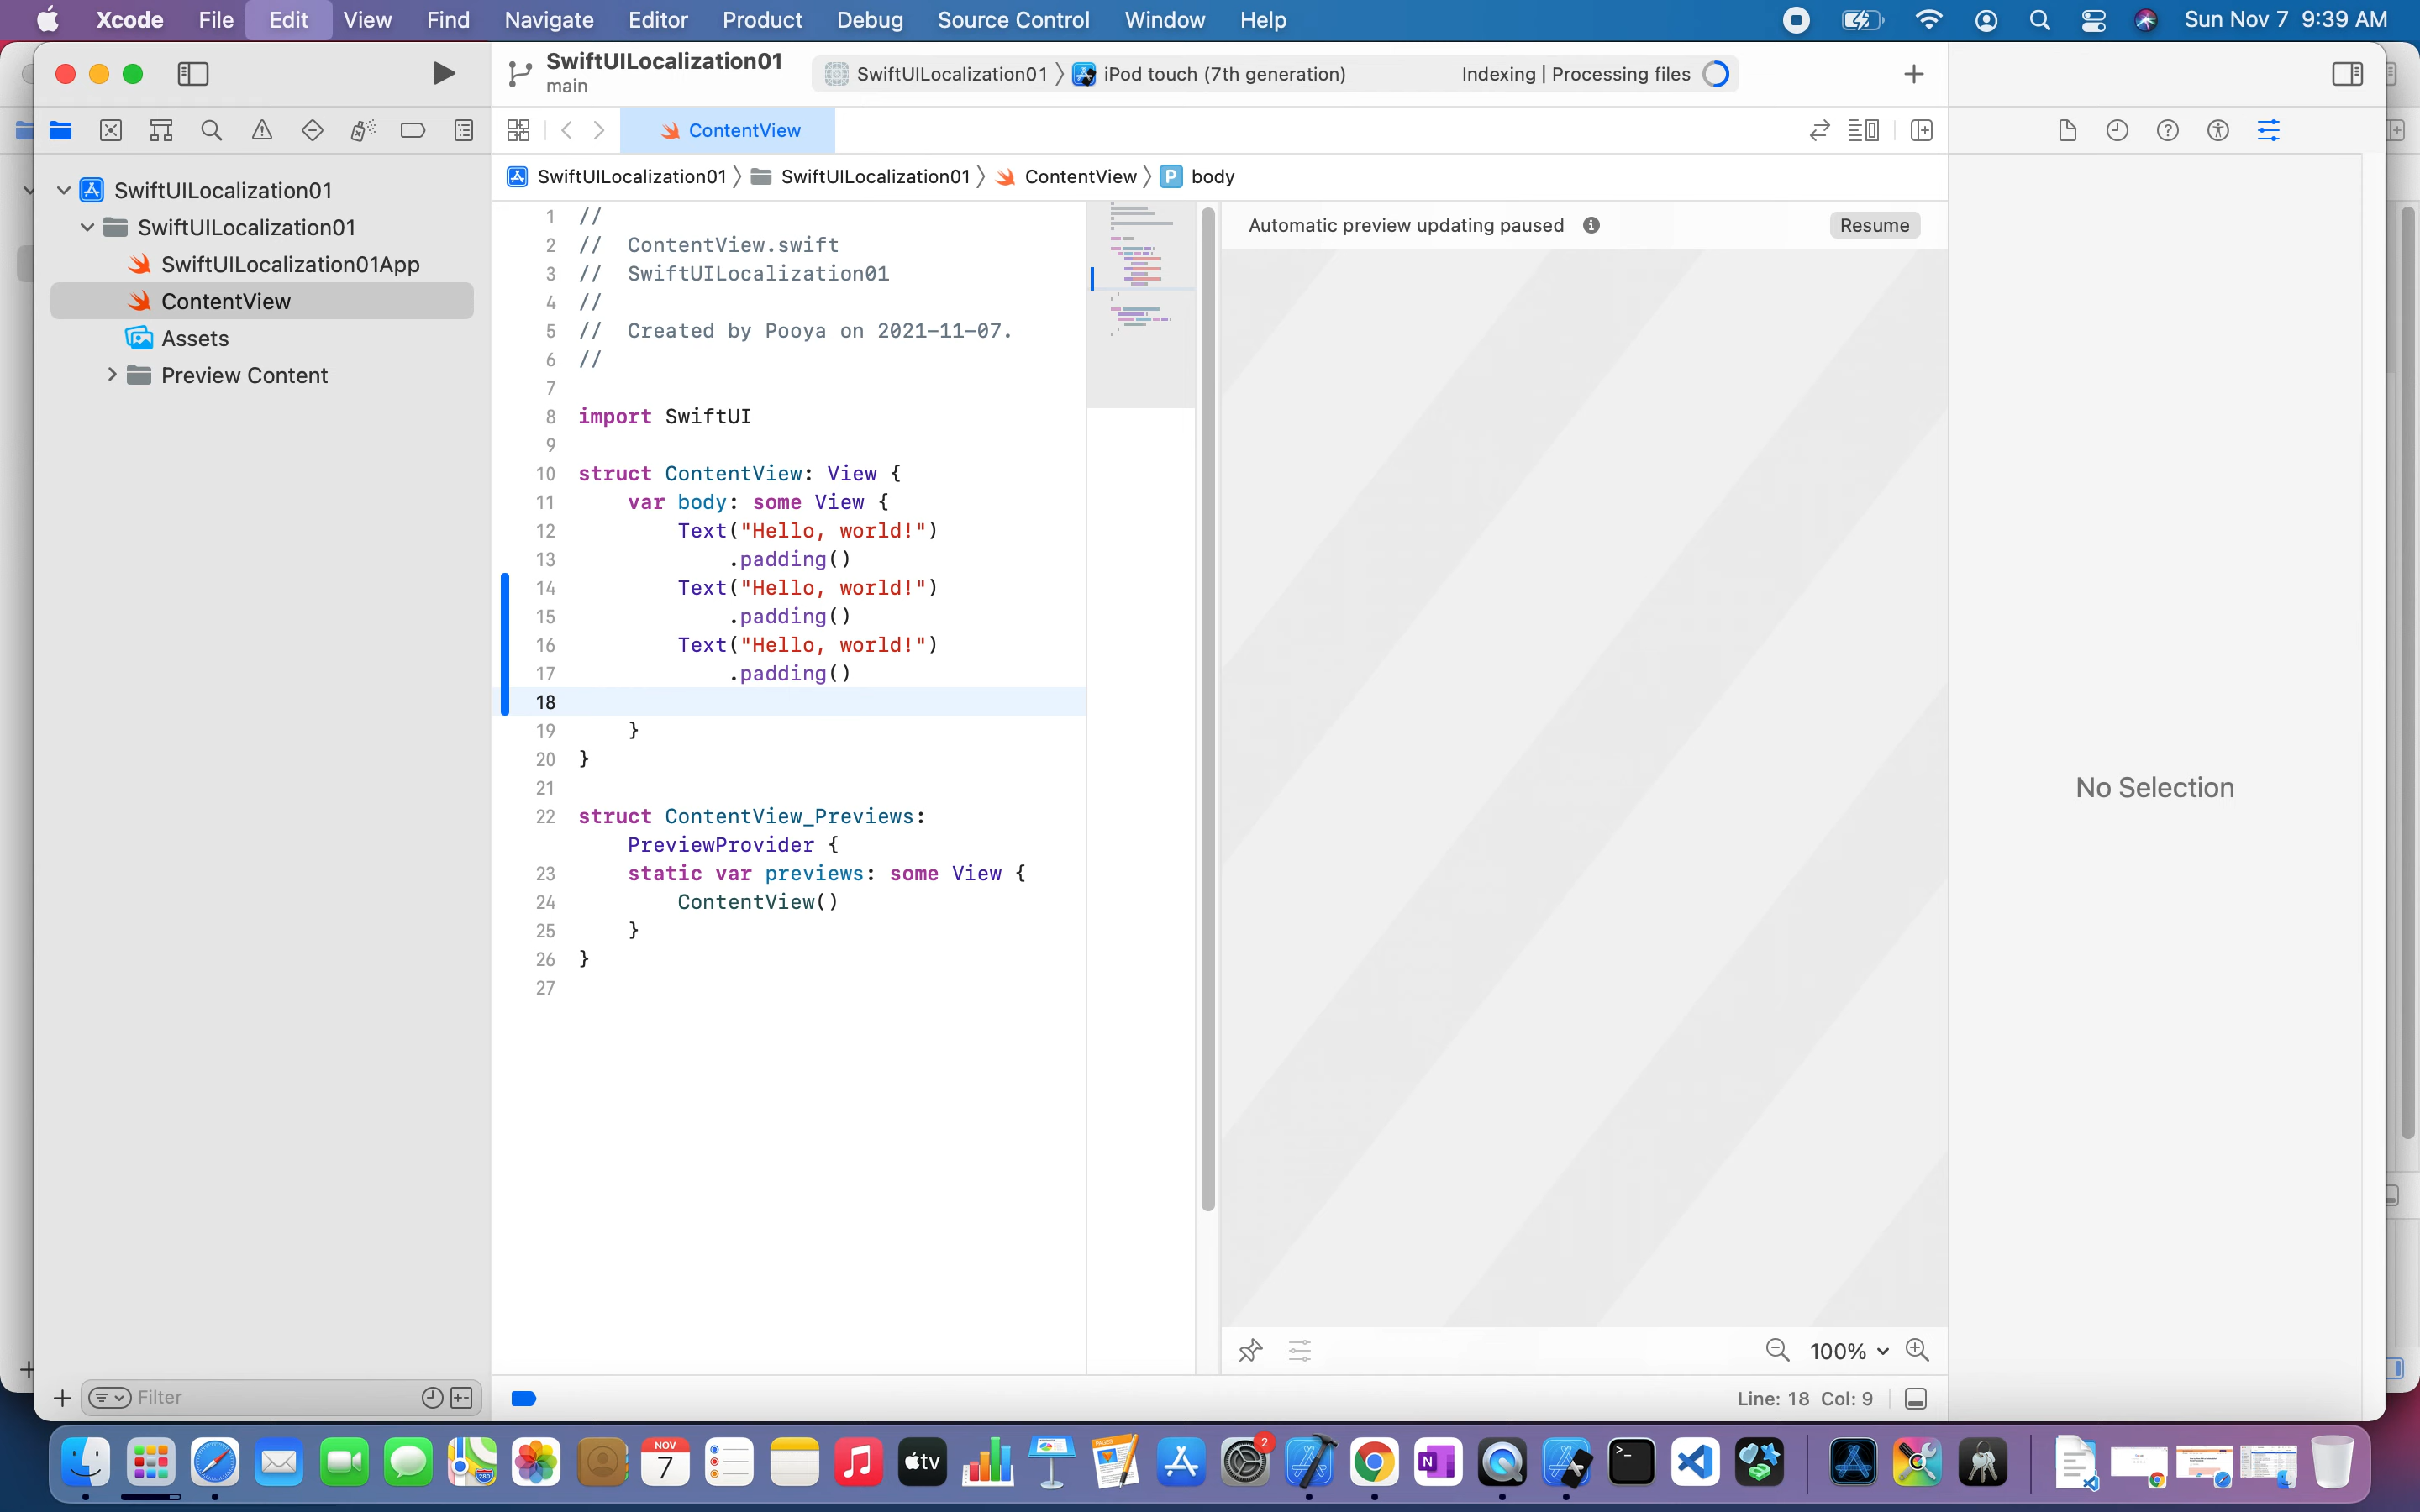 Xcode File Edit View Find Navigate Editor Product Debug Source Control Window Help Sun Nov 7 9:39 AM
SwiftUILocalization01
main
SwiftUILocalization01 iPod touch (7th generation) Indexing | Processing files
ContentView
SwiftUILocalization01 SwiftUILocalization01 ContentView P body
SwiftUILocalization01
SwiftUILocalization01
SwiftUILocalization01App
ContentView
Assets
Preview Content
1 //
2 //  ContentView.swift
3 //  SwiftUILocalization01
4 //
5 //  Created by Pooya on 2021-11-07.
6 //
7
8 import SwiftUI
9
10 struct ContentView: View {
11     var body: some View {
12         Text("Hello, world!")
13             .padding()
14         Text("Hello, world!")
15             .padding()
16         Text("Hello, world!")
17             .padding()
18
19     }
20 }
21
22 struct ContentView_Previews:
    PreviewProvider {
23     static var previews: some View {
24         ContentView()
25     }
26 }
27
Automatic preview updating paused Resume
No Selection
100%
Filter
Line: 18 Col: 9
NOV
7
tv
280
2
N